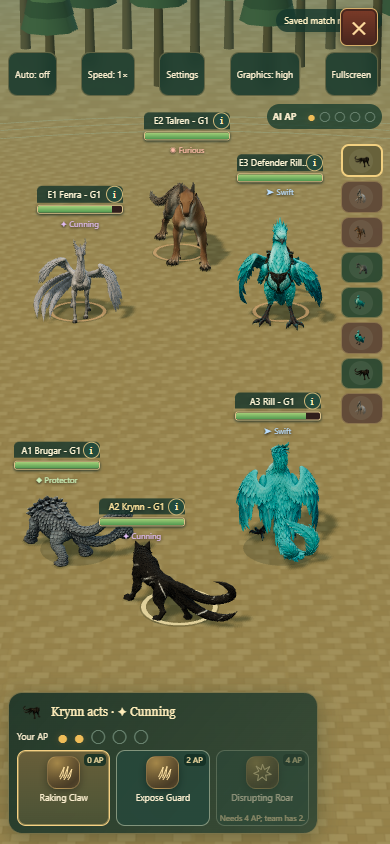 Saved match
Auto: off
Speed: 1×
Settings
Graphics: high
Fullscreen
AI AP
E2 Talren - G1 i
Furious
E3 Defender Rill... i
Swift
E1 Fenra - G1 i
Cunning
A3 Rill - G1 i
Swift
A1 Brugar - G1 i
Protector
A2 Krynn - G1 i
Cunning
Krynn acts · ✦ Cunning
Your AP
0 AP
Raking Claw
2 AP
Expose Guard
4 AP
Disrupting Roar
Needs 4 AP; team has 2.